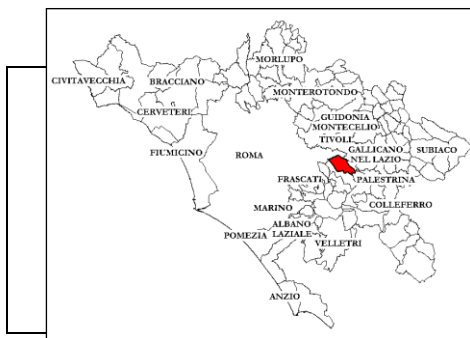 MORLUPO
CIVITAVECCHIA
BRACCIANO
MONTEROTONDO
CERVETERI
GUIDONIA
MONTECELIO
TIVOLI
FIUMICINO
ROMA
GALLICANO
NEL LAZIO
SUBIACO
FRASCATI
PALESTRINA
MARINO
COLLEFERRO
ALBANO
LAZIALE
POMEZIA
VELLETRI
ANZIO